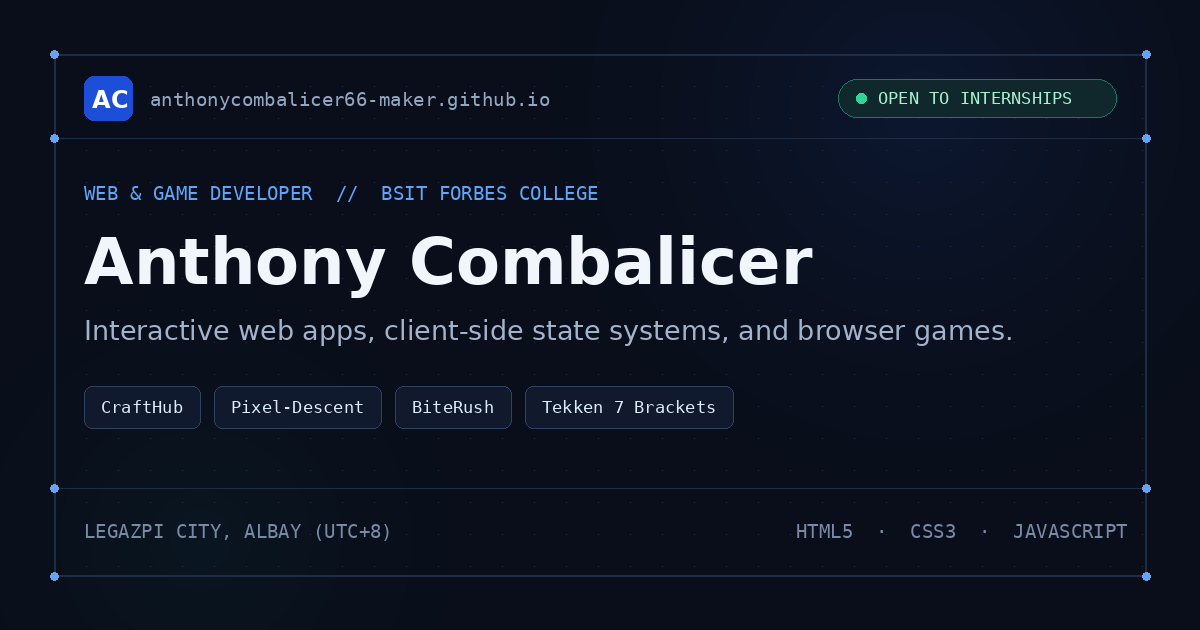 AC anthonycombalicer66-maker.github.io OPEN TO INTERNSHIPS
WEB & GAME DEVELOPER // BSIT FORBES COLLEGE
Anthony Combalicer
Interactive web apps, client-side state systems, and browser games.
CraftHub Pixel-Descent BiteRush Tekken 7 Brackets
LEGAZPI CITY, ALBAY (UTC+8) HTML5 · CSS3 · JAVASCRIPT